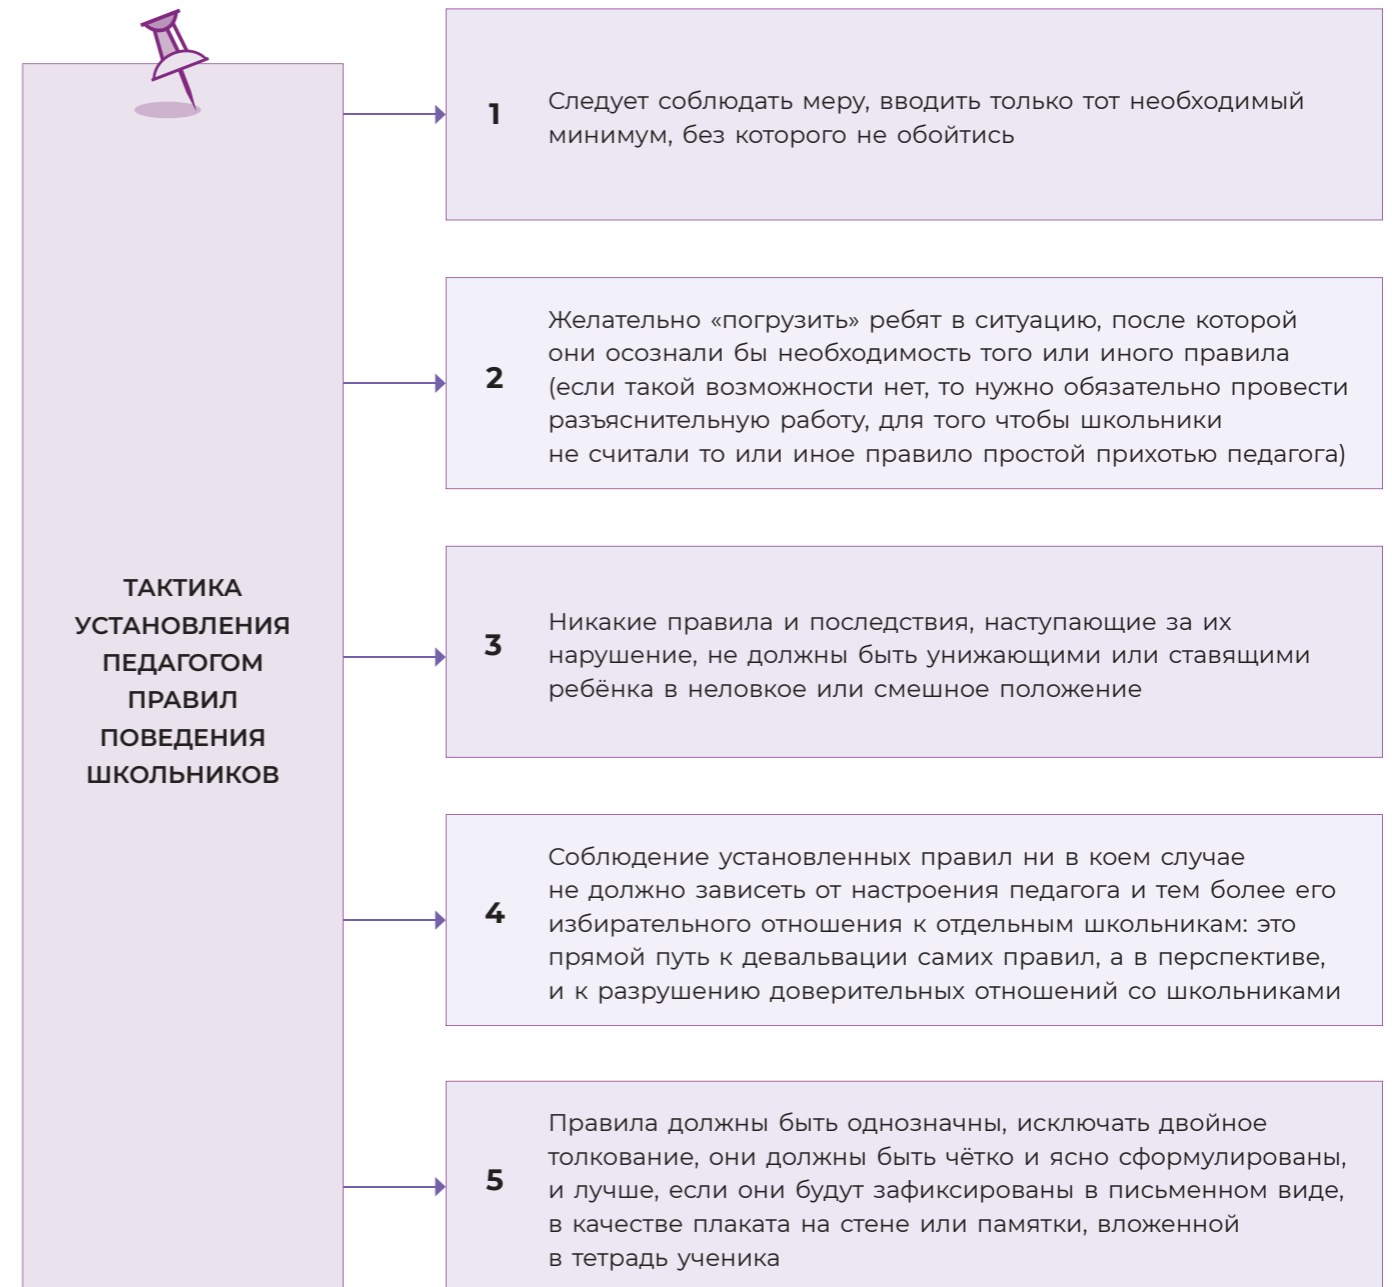 ТАКТИКА
УСТАНОВЛЕНИЯ
ПЕДАГОГОМ
ПРАВИЛ
ПОВЕДЕНИЯ
ШКОЛЬНИКОВ
1
Следует соблюдать меру, вводить только тот необходимый
минимум, без которого не обойтись
2
Желательно «погрузить» ребят в ситуацию, после которой
они осознали бы необходимость того или иного правила
(если такой возможности нет, то нужно обязательно провести
разъяснительную работу, для того чтобы школьники
не считали то или иное правило простой прихотью педагога)
3
Никакие правила и последствия, наступающие за их
нарушение, не должны быть унижающими или ставящими
ребёнка в неловкое или смешное положение
4
Соблюдение установленных правил ни в коем случае
не должно зависеть от настроения педагога и тем более его
избирательного отношения к отдельным школьникам: это
прямой путь к девальвации самих правил, а в перспективе,
и к разрушению доверительных отношений со школьниками
5
Правила должны быть однозначны, исключать двойное
толкование, они должны быть чётко и ясно сформулированы,
и лучше, если они будут зафиксированы в письменном виде,
в качестве плаката на стене или памятки, вложенной
в тетрадь ученика